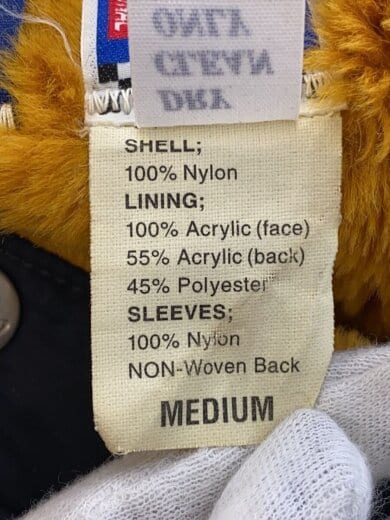 DRY
CLEAN
ONLY
SHELL;
100% Nylon
LINING;
100% Acrylic (face)
55% Acrylic (back)
45% Polyester
SLEEVES;
100% Nylon
NON-Woven Back
MEDIUM